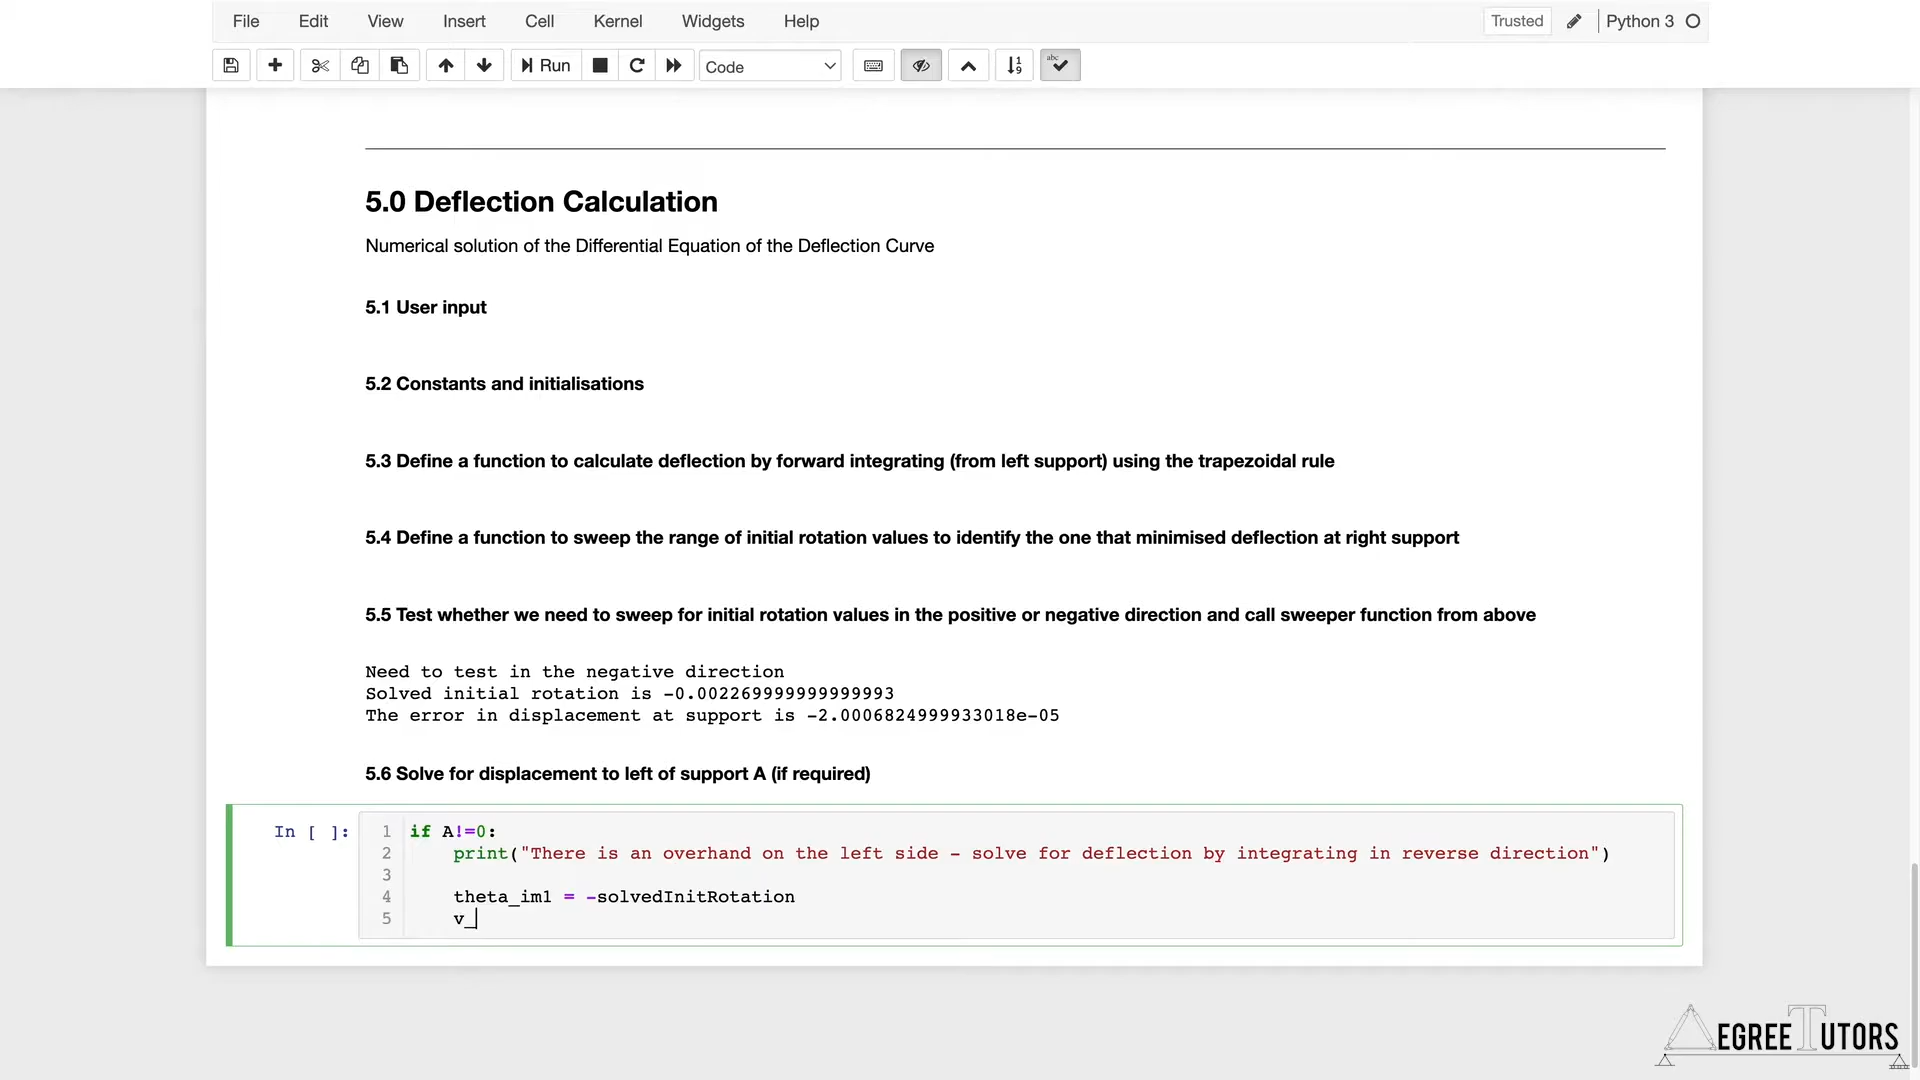 File Edit View Insert Cell Kernel Widgets Help Trusted Python 3
Run Code
5.0 Deflection Calculation
Numerical solution of the Differential Equation of the Deflection Curve
5.1 User input
5.2 Constants and initialisations
5.3 Define a function to calculate deflection by forward integrating (from left support) using the trapezoidal rule
5.4 Define a function to sweep the range of initial rotation values to identify the one that minimised deflection at right support
5.5 Test whether we need to sweep for initial rotation values in the positive or negative direction and call sweeper function from above
Need to test in the negative direction
Solved initial rotation is -0.002269999999999993
The error in displacement at support is -2.0006824999933018e-05
5.6 Solve for displacement to left of support A (if required)
In [ ]: 1 if A!=0:
2 print("There is an overhand on the left side - solve for deflection by integrating in reverse direction")
3
4 theta_im1 = -solvedInitRotation
5 v_
DEGREETUTORS